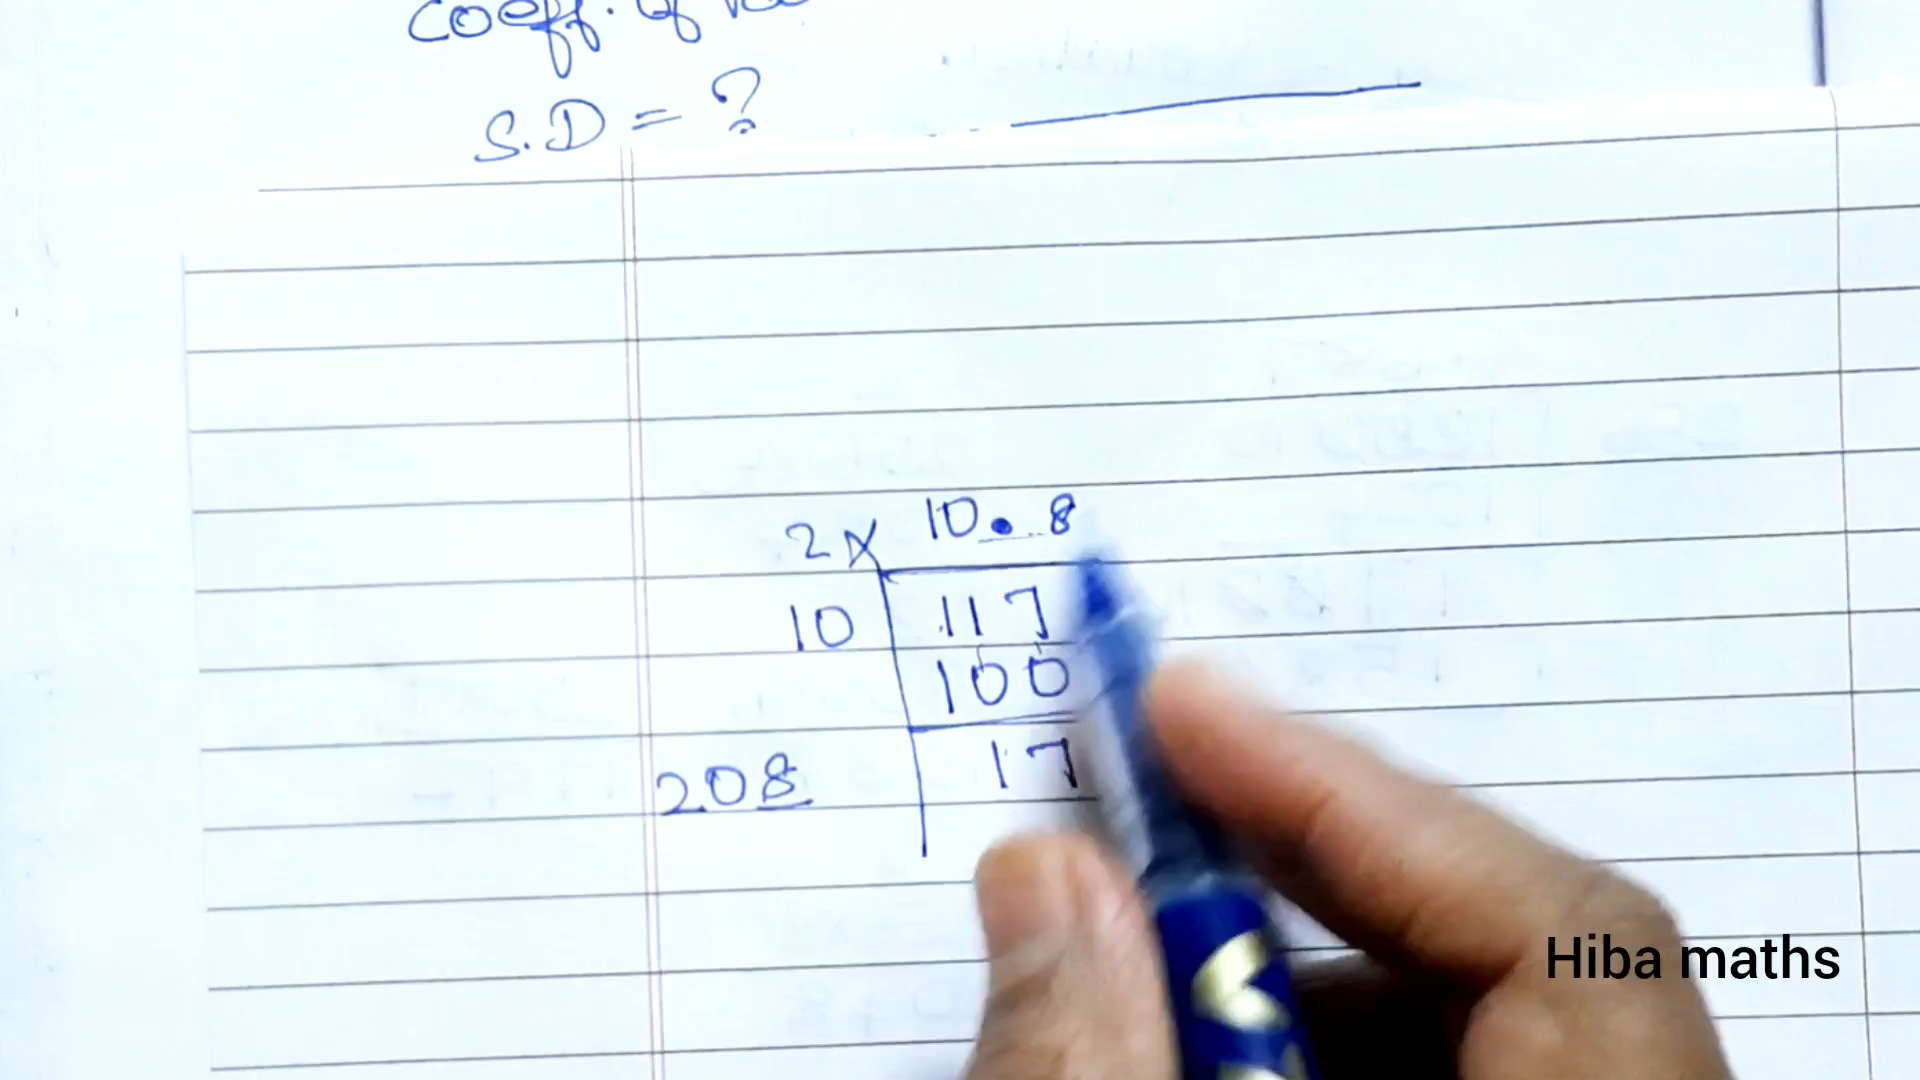 Coeff. of
S.D = ?
2 × 10. 8
10 117
100
208 17
Hiba maths